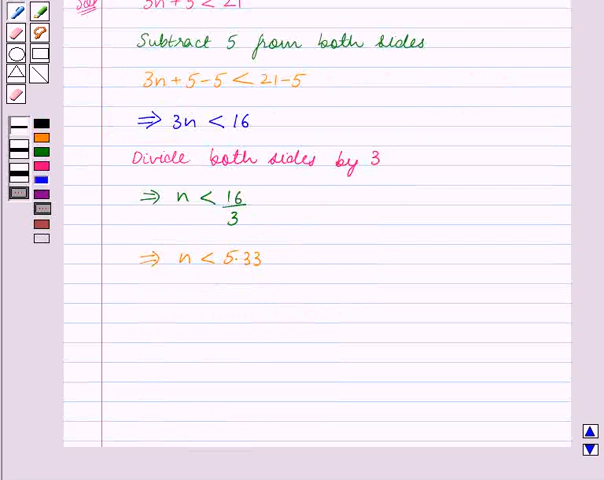 Sol 3n+5 < 21
Subtract 5 from both sides
3n+5-5 < 21-5
⇒ 3n < 16
Divide both sides by 3
⇒ n < 16/3
⇒ n < 5.33